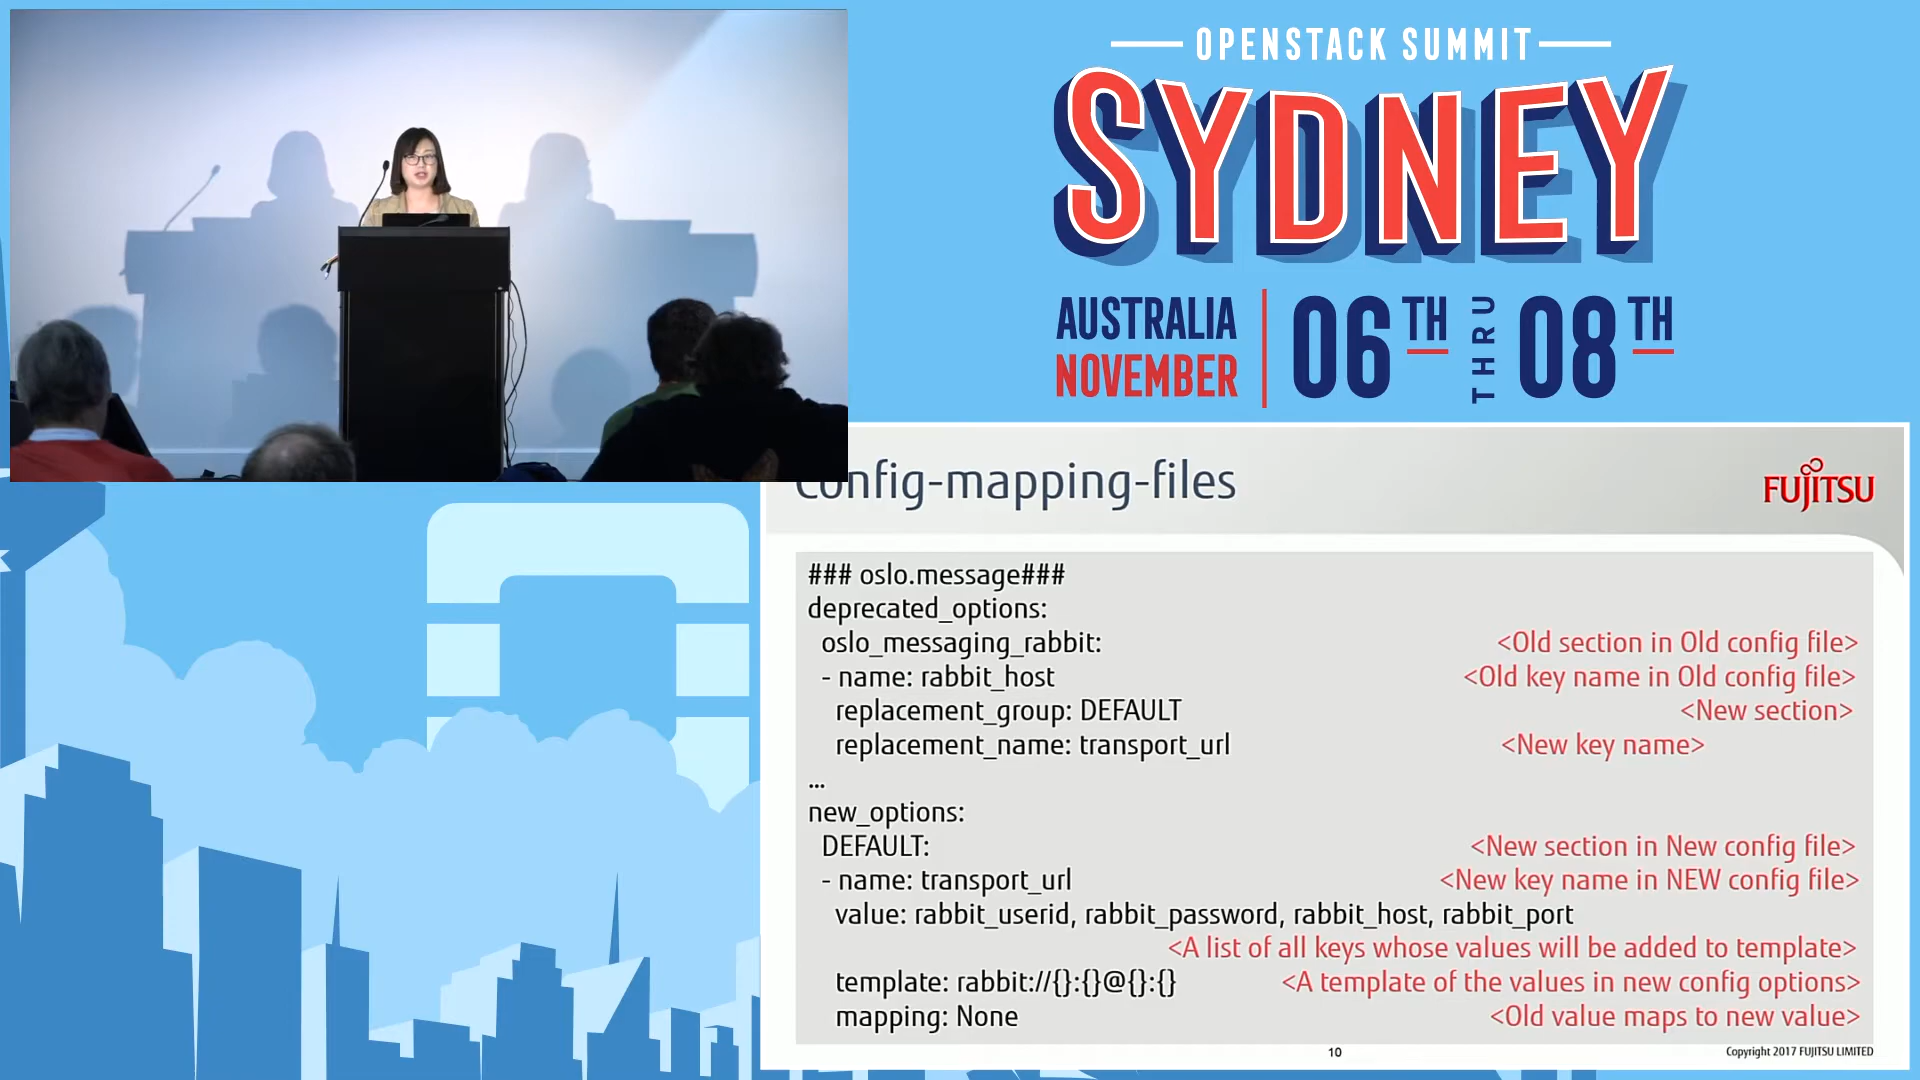 OPENSTACK SUMMIT
SYDNEY
AUSTRALIA
NOVEMBER
06TH THRU 08TH
Config-mapping-files
FUJITSU
### oslo.message###
deprecated_options:
oslo_messaging_rabbit: <Old section in Old config file>
- name: rabbit_host <Old key name in Old config file>
replacement_group: DEFAULT <New section>
replacement_name: transport_url <New key name>
...
new_options:
DEFAULT: <New section in New config file>
- name: transport_url <New key name in NEW config file>
value: rabbit_userid, rabbit_password, rabbit_host, rabbit_port
<A list of all keys whose values will be added to template>
template: rabbit://{}:{}@{}:{} <A template of the values in new config options>
mapping: None <Old value maps to new value>
10
Copyright 2017 FUJITSU LIMITED